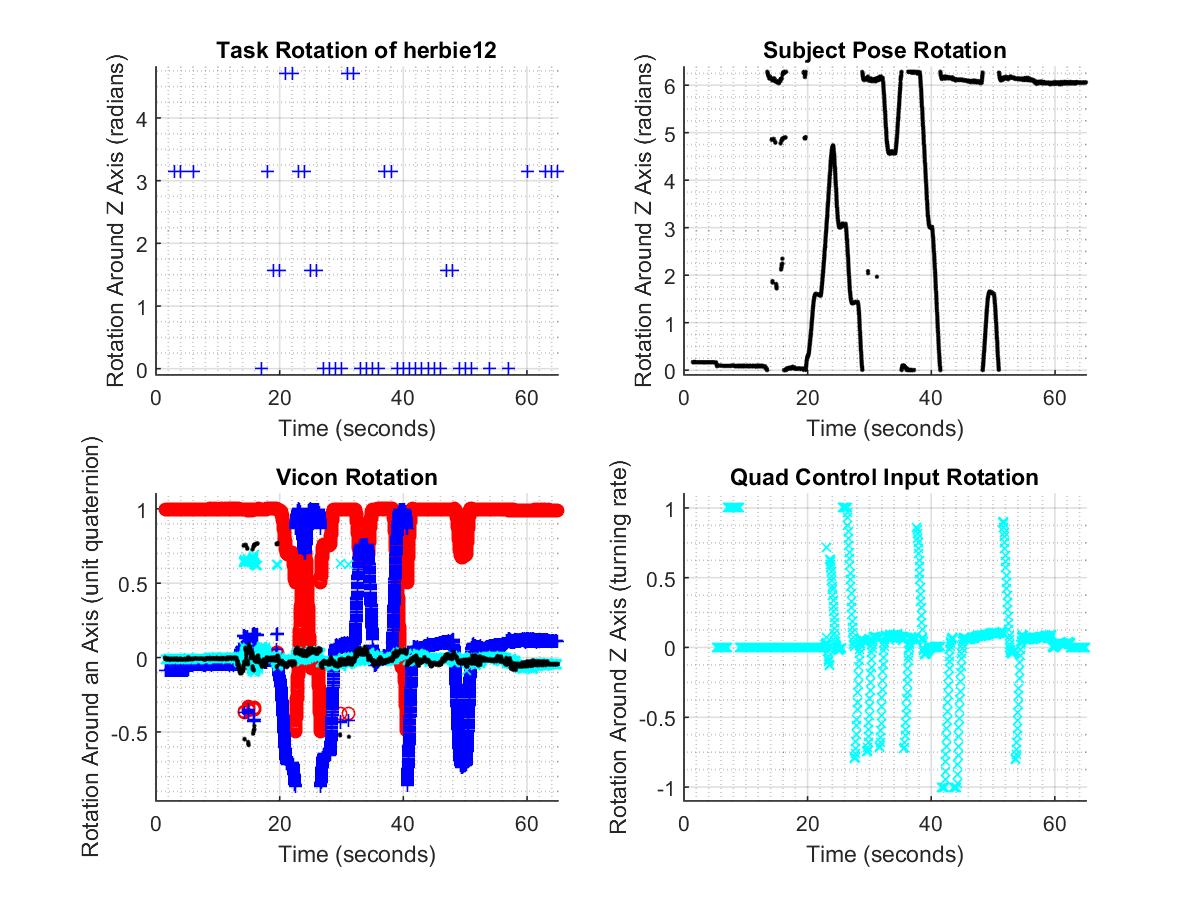 Task Rotation of herbie12
Rotation Around Z Axis (radians)
4
3
2
1
0
0 20 40 60
Time (seconds)
Subject Pose Rotation
Rotation Around Z Axis (radians)
6
5
4
3
2
1
0
0 20 40 60
Time (seconds)
Vicon Rotation
Rotation Around an Axis (unit quaternion)
1
0.5
0
-0.5
0 20 40 60
Time (seconds)
Quad Control Input Rotation
Rotation Around Z Axis (turning rate)
1
0.5
0
-0.5
-1
0 20 40 60
Time (seconds)